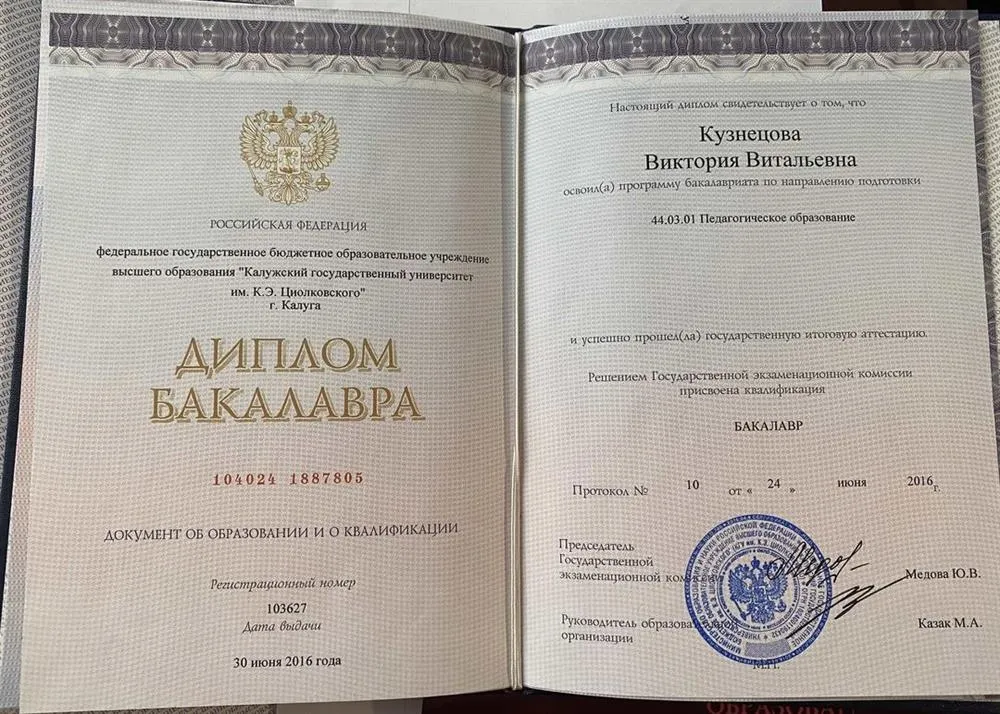 РОССИЙСКАЯ ФЕДЕРАЦИЯ
федеральное государственное бюджетное образовательное учреждение
высшего образования "Калужский государственный университет
им. К.Э. Циолковского"
г. Калуга
ДИПЛОМ
БАКАЛАВРА
104024 1887805
ДОКУМЕНТ ОБ ОБРАЗОВАНИИ И О КВАЛИФИКАЦИИ
Регистрационный номер
103627
Дата выдачи
30 июня 2016 года
Настоящий диплом свидетельствует о том, что
Кузнецова
Виктория Витальевна
освоил(а) программу бакалавриата по направлению подготовки
44.03.01 Педагогическое образование
и успешно прошел(ла) государственную итоговую аттестацию.
Решением Государственной экзаменационной комиссии
присвоена квалификация
БАКАЛАВР
Протокол № 10 от « 24 » июня 2016 г.
Председатель
Государственной
экзаменационной комиссии
Медова Ю.В.
Руководитель
организации
Казак М.А.
М.П.